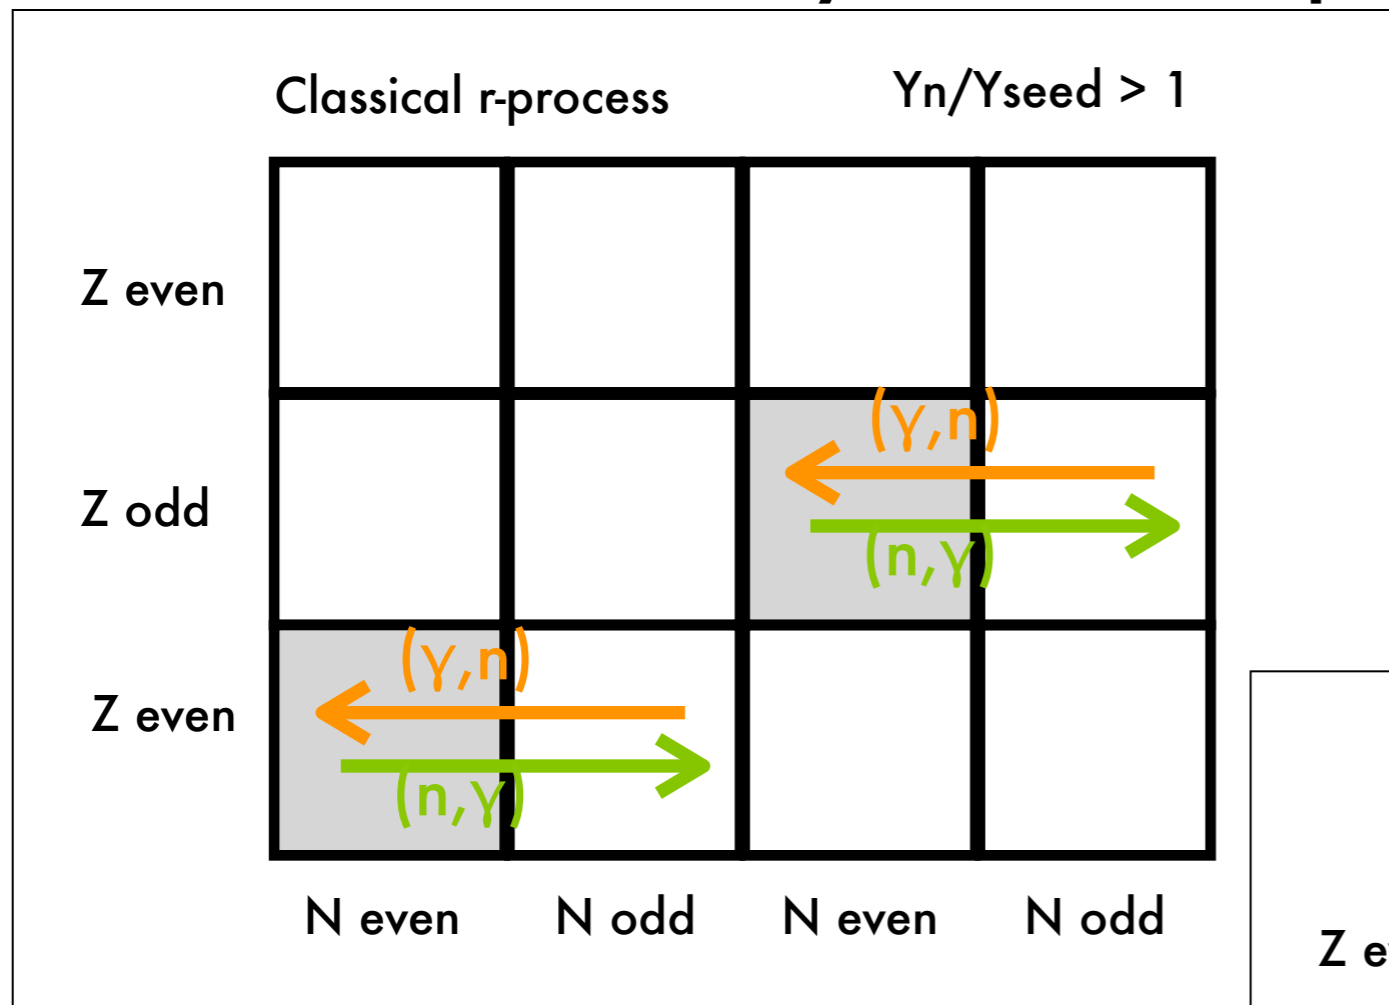 Classical r-process
Yn/Yseed > 1
Z even
(γ,n)
Z odd
(n,γ)
(γ,n)
Z even
(n,γ)
N even
N odd
N even
N odd